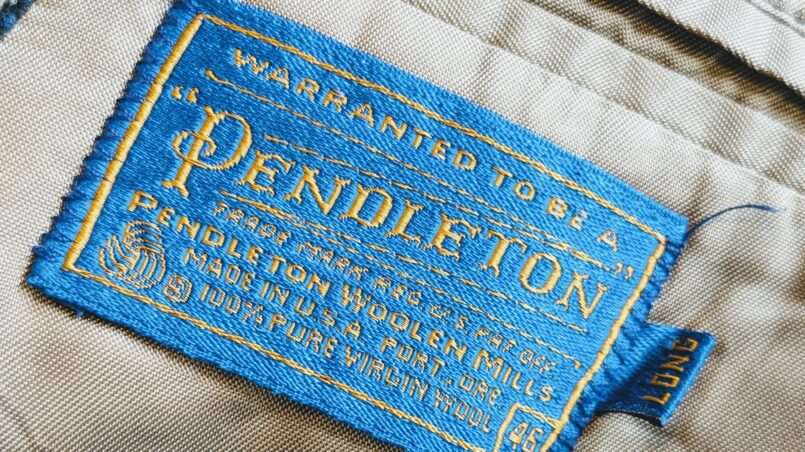 WARRANTED TO BE A
"PENDLETON"
TRADE MARK REG. U.S. PAT. OFF.
PENDLETON WOOLEN MILLS
MADE IN U.S.A. PORT., ORE.
100% PURE VIRGIN WOOL
46
LONG